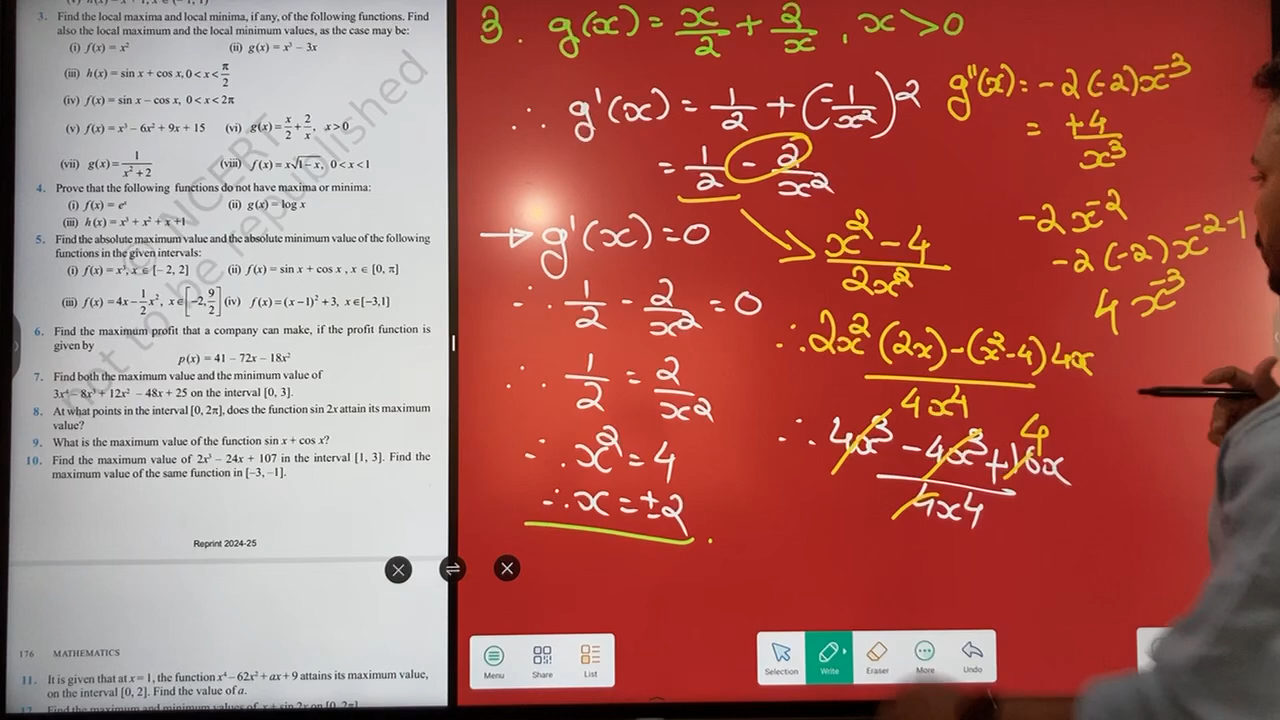 3. Find the local maxima and local minima, if any, of the following functions. Find
also the local maximum and the local minimum values, as the case may be:
(i) f(x) = x² (ii) g(x) = x³ – 3x
(iii) h(x) = sin x + cos x, 0 < x < π/2
(iv) f(x) = sin x – cos x, 0 < x < 2π
(v) f(x) = x³ – 6x² + 9x + 15 (vi) g(x) = x/2 + 2/x, x > 0
(vii) g(x) = 1/(x² + 2) (viii) f(x) = x√(1 – x), 0 < x < 1
4. Prove that the following functions do not have maxima or minima:
(i) f(x) = eˣ (ii) g(x) = log x
(iii) h(x) = x³ + x² + x +1
5. Find the absolute maximum value and the absolute minimum value of the following
functions in the given intervals:
(i) f(x) = x³, x ∈ [– 2, 2] (ii) f(x) = sin x + cos x , x ∈ [0, π]
(iii) f(x) = 4x – 1/2 x², x ∈ [–2, 9/2] (iv) f(x) = (x – 1)² + 3, x ∈ [–3,1]
6. Find the maximum profit that a company can make, if the profit function is
given by
p(x) = 41 – 72x – 18x²
7. Find both the maximum value and the minimum value of
3x⁴ – 8x³ + 12x² – 48x + 25 on the interval [0, 3].
8. At what points in the interval [0, 2π], does the function sin 2x attain its maximum
value?
9. What is the maximum value of the function sin x + cos x?
10. Find the maximum value of 2x³ – 24x + 107 in the interval [1, 3]. Find the
maximum value of the same function in [–3, –1].
© NCERT
not to be republished
Reprint 2024-25
176 MATHEMATICS
11. It is given that at x = 1, the function x⁴ – 62x² + ax + 9 attains its maximum value,
on the interval [0, 2]. Find the value of a.
3. g(x) = x/2 + 2/x , x > 0
∴ g'(x) = 1/2 + (-1/x²)2
= 1/2 - 2/x²
→ g'(x) = 0
∴ 1/2 - 2/x² = 0
∴ 1/2 = 2/x²
∴ x² = 4
∴ x = ±2
g''(x) = -2(-2)x⁻³
= +4/x³
-2x⁻²
-2(-2)x⁻²⁻¹
4x⁻³
(x² - 4)/2x²
∴ (2x²(2x) - (x²-4)4x)/4x⁴
∴ (4x³ - 4x³ + 16x)/4x⁴
4
Menu Share List
Selection Write Eraser More Undo